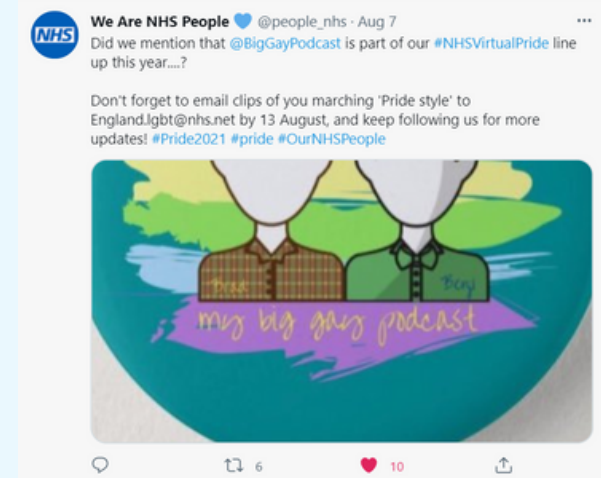 NHS
We Are NHS People 💙 @people_nhs · Aug 7 ...
Did we mention that @BigGayPodcast is part of our #NHSVirtualPride line
up this year....?
Don't forget to email clips of you marching 'Pride style' to
England.lgbt@nhs.net by 13 August, and keep following us for more
updates! #Pride2021 #pride #OurNHSPeople
Brad Benji
my big gay podcast
6 10